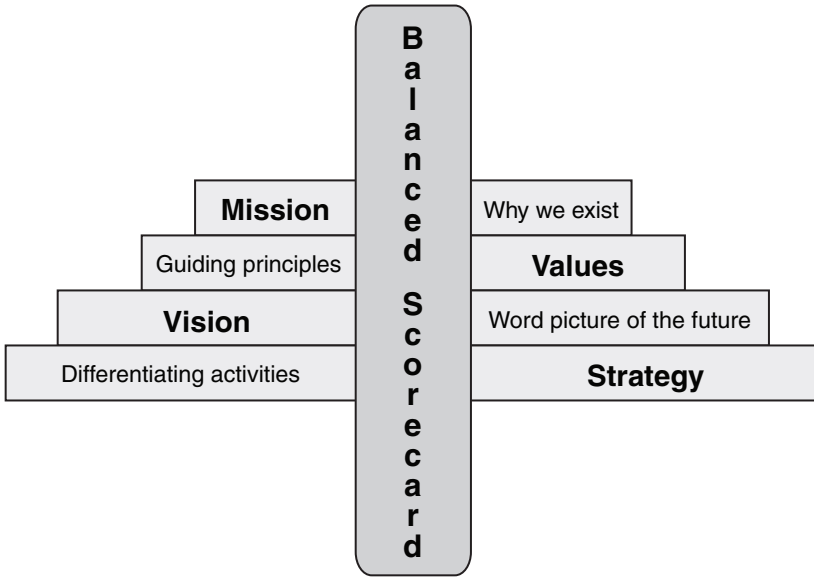 Balanced Scorecard
Mission
Why we exist
Guiding principles
Values
Vision
Word picture of the future
Differentiating activities
Strategy